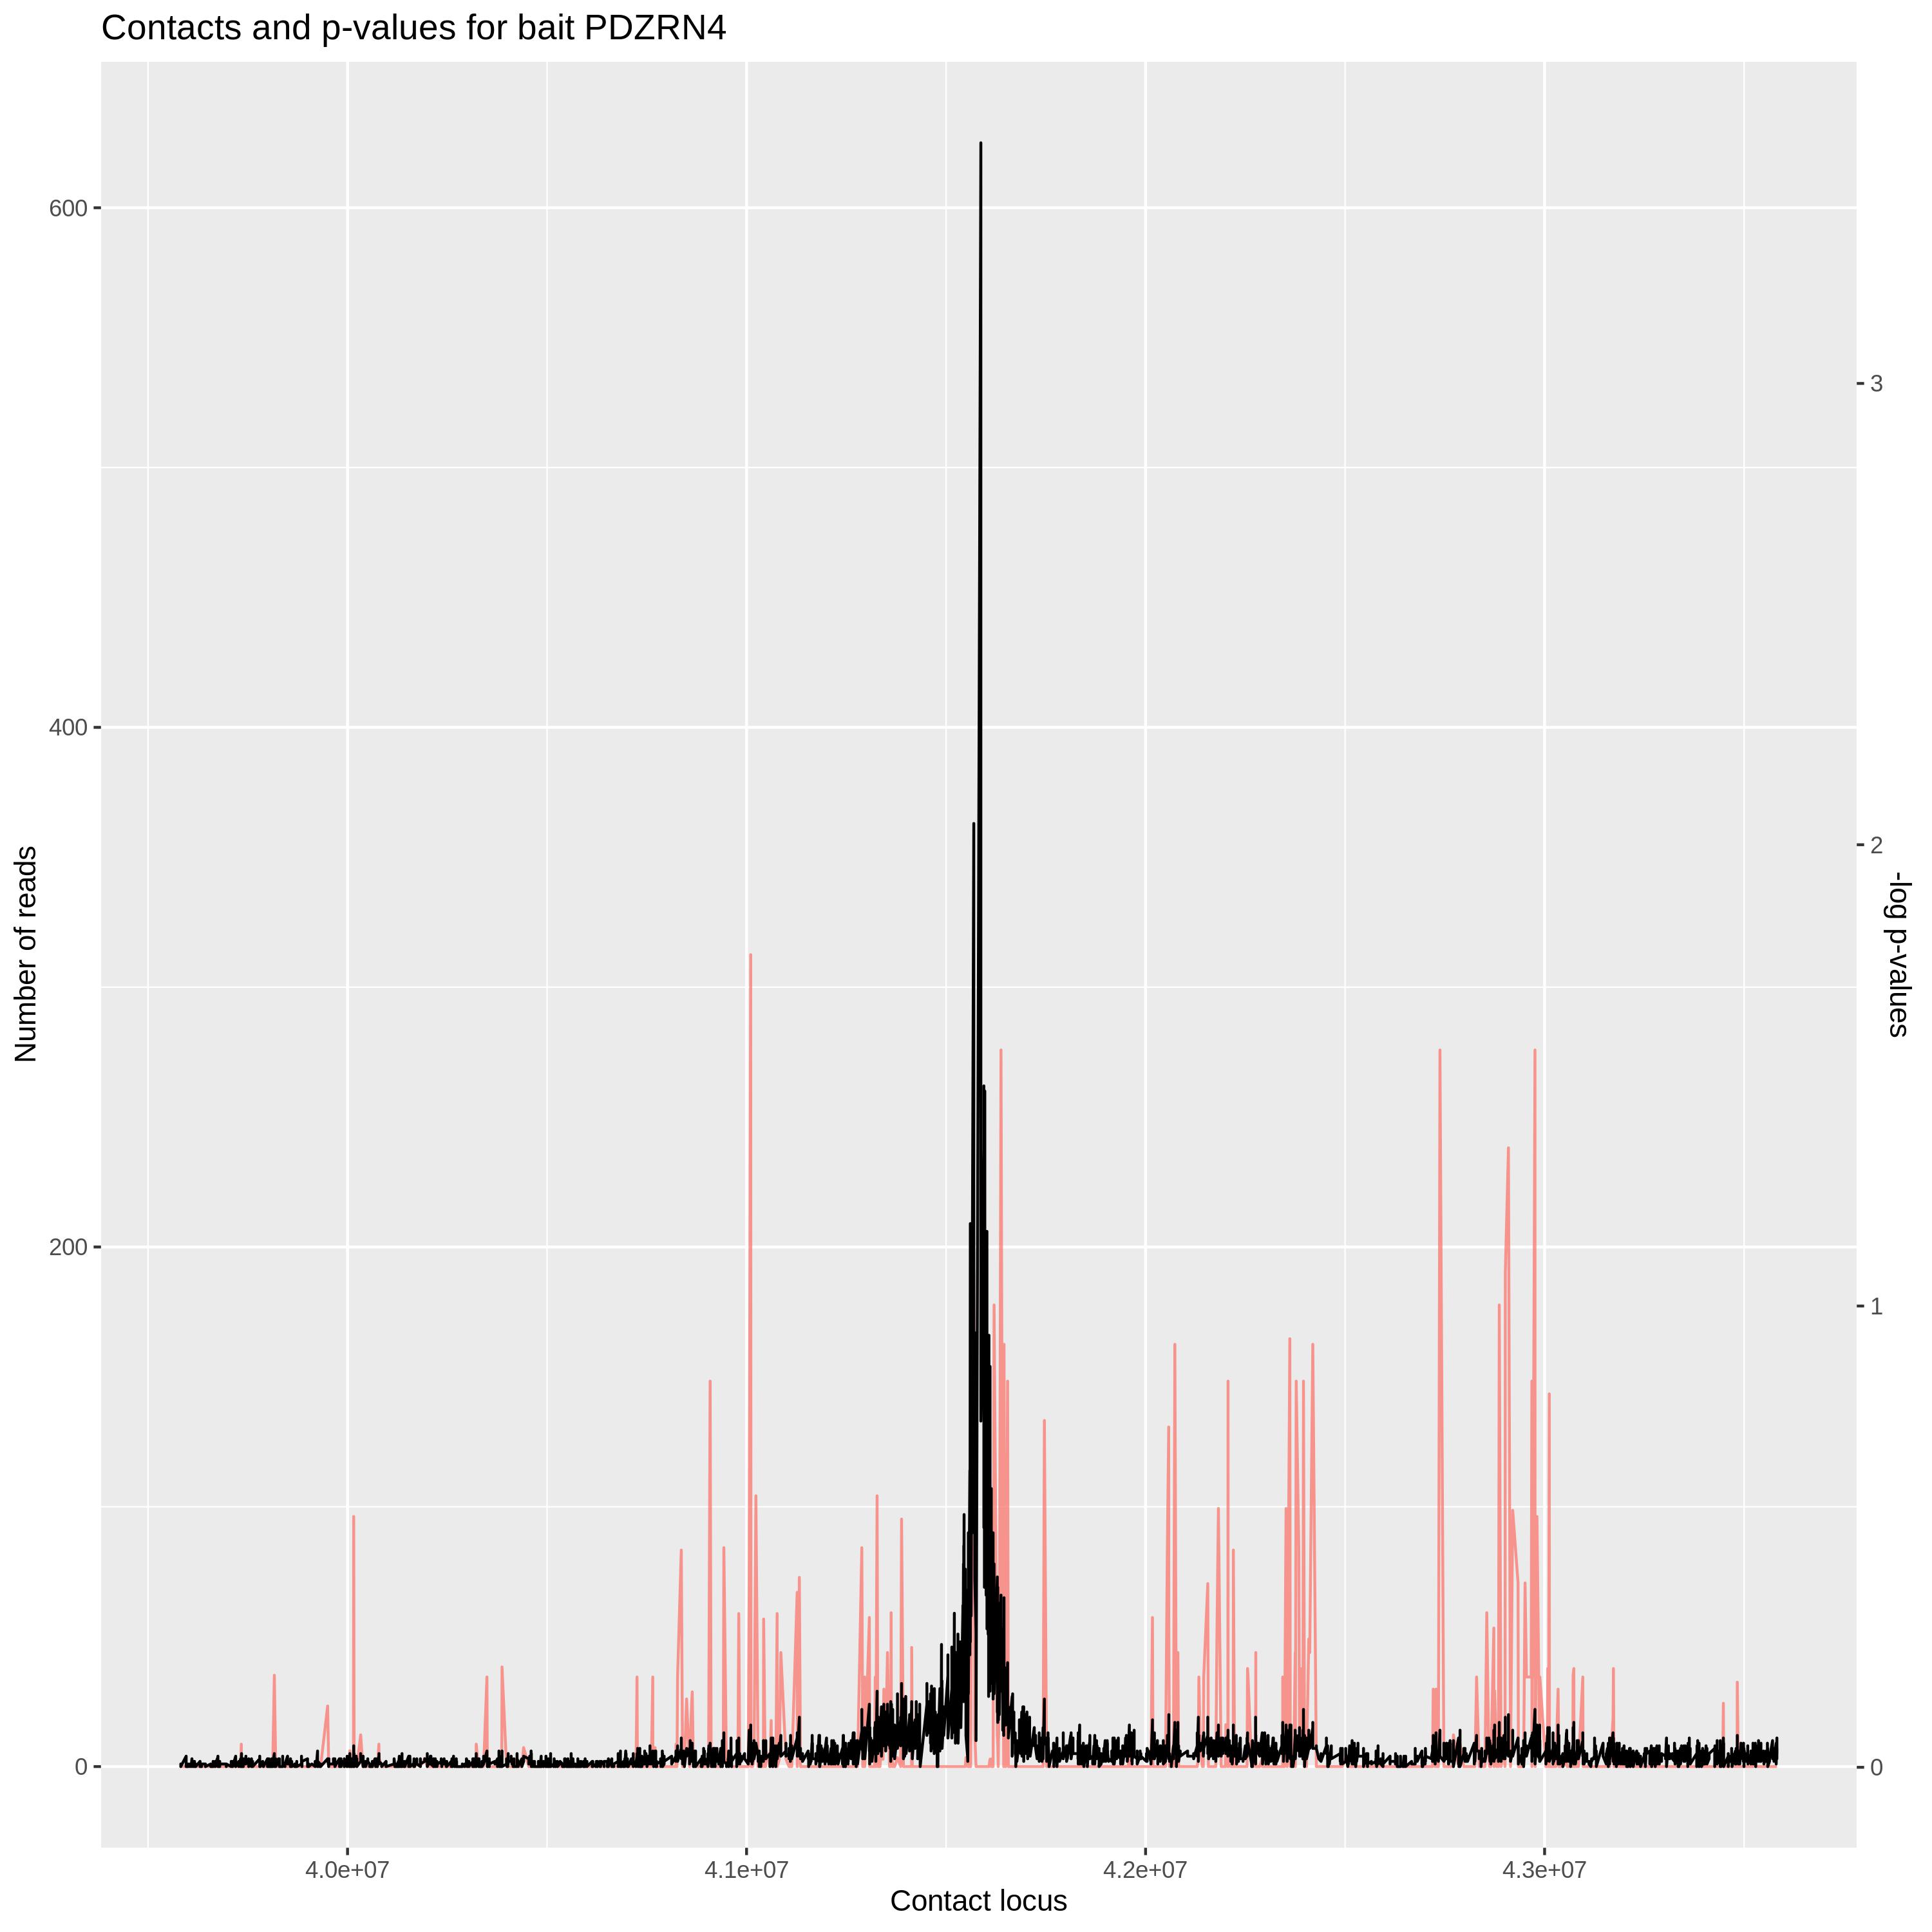 Contacts and p-values for bait PDZRN4
600
400
200
0
Number of reads
3
2
1
0
-log p-values
4.0e+07
4.1e+07
4.2e+07
4.3e+07
Contact locus